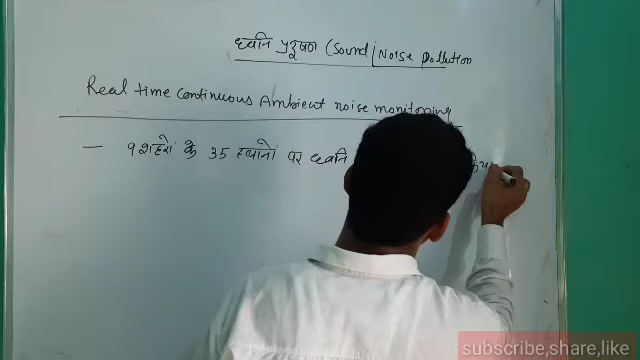 ध्वनि प्रदूषण (Sound | Noise Pollution
Real time Continuous Ambient noise monitoring
— 9 शहरों के 35 स्थानों पर ध्वनि
subscribe,share,like